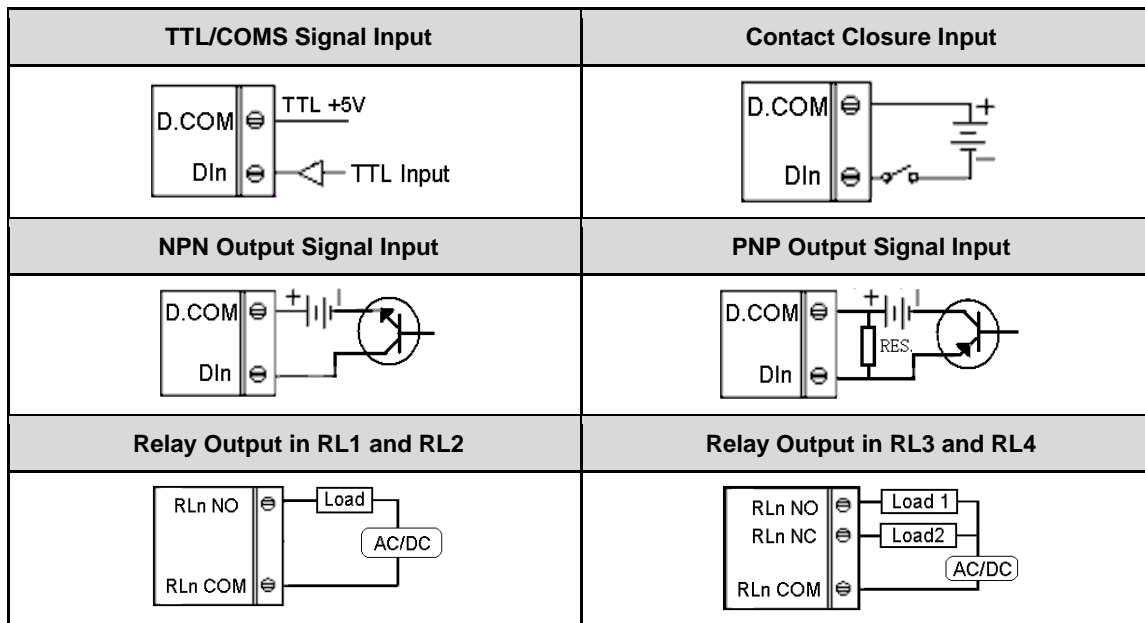 TTL/COMS Signal Input
Contact Closure Input
D.COM
TTL +5V
DIn
TTL Input
D.COM
+
DIn
−
NPN Output Signal Input
PNP Output Signal Input
D.COM
+
DIn
D.COM
+
RES.
DIn
Relay Output in RL1 and RL2
Relay Output in RL3 and RL4
RLn NO
Load
AC/DC
RLn COM
RLn NO
Load 1
RLn NC
Load2
AC/DC
RLn COM